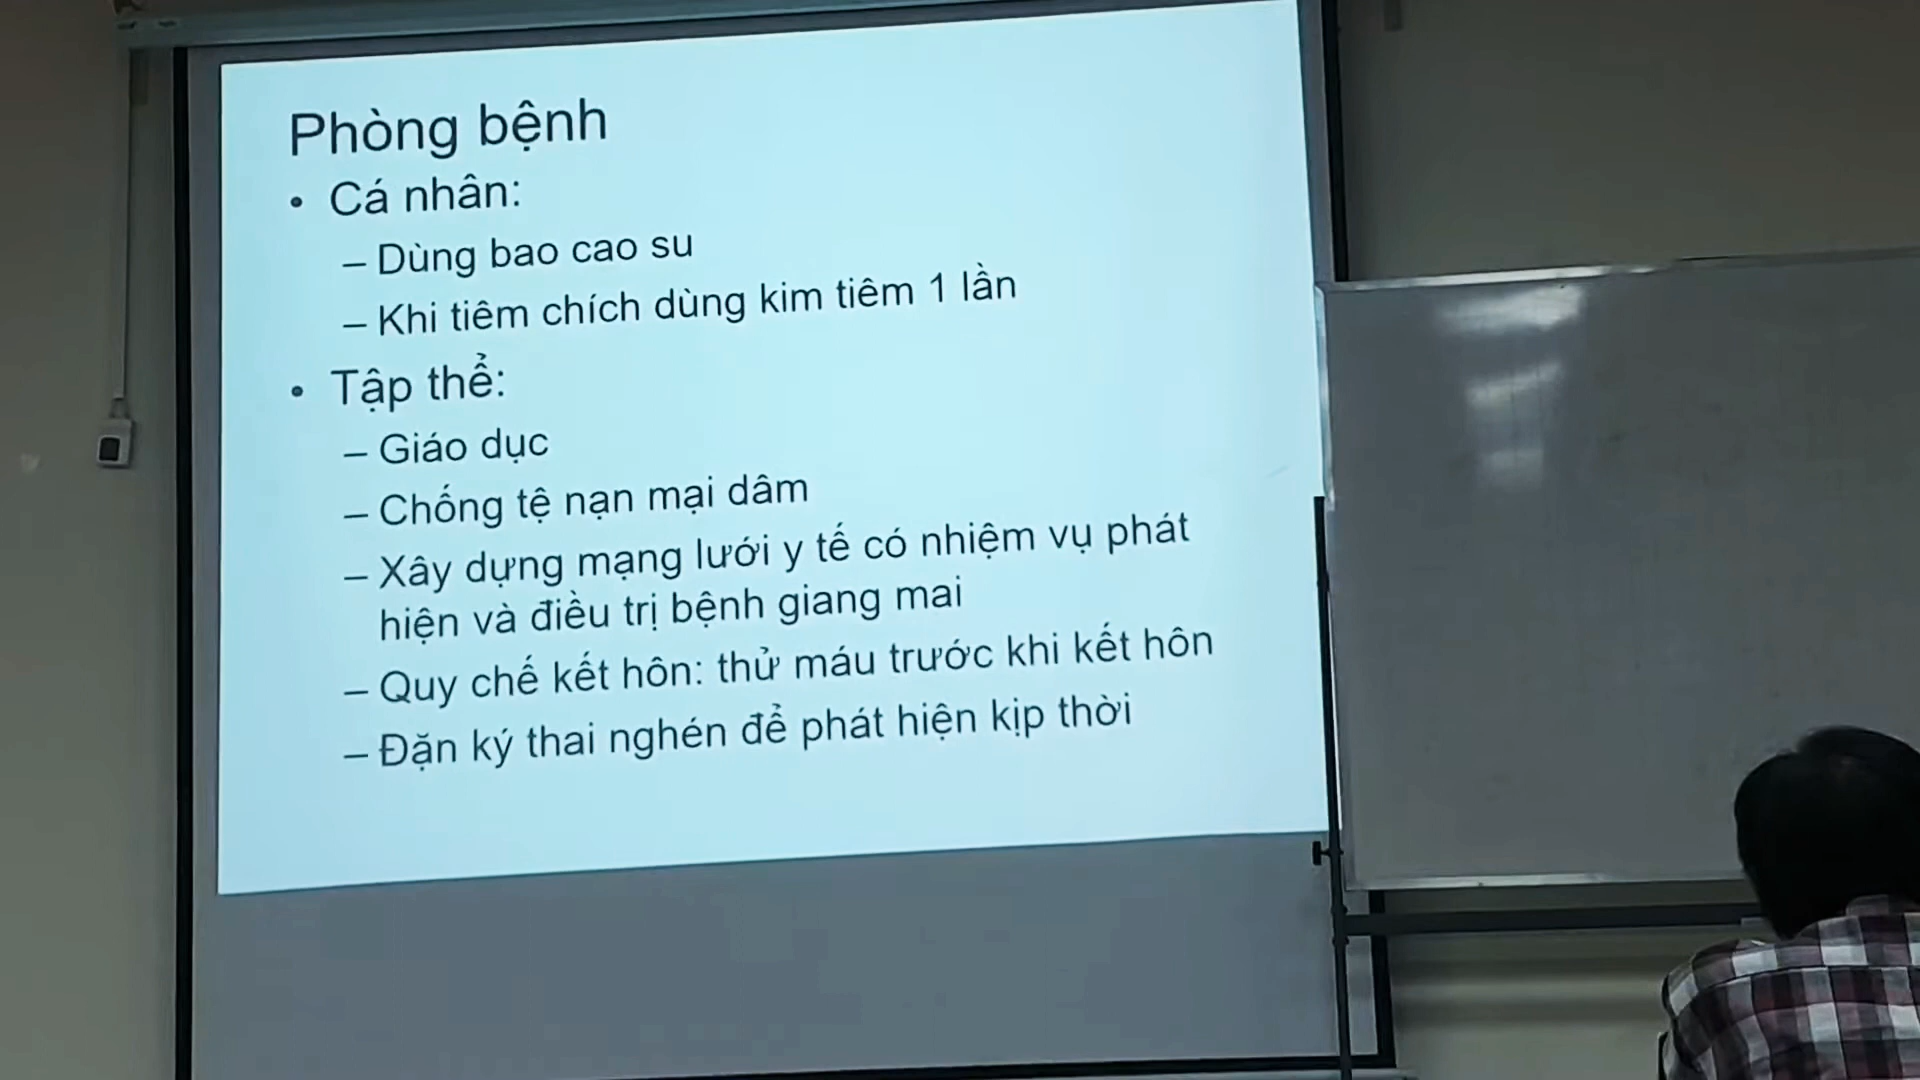 Phòng bệnh
• Cá nhân:
– Dùng bao cao su
– Khi tiêm chích dùng kim tiêm 1 lần
• Tập thể:
– Giáo dục
– Chống tệ nạn mại dâm
– Xây dựng mạng lưới y tế có nhiệm vụ phát
hiện và điều trị bệnh giang mai
– Quy chế kết hôn: thử máu trước khi kết hôn
– Đặn ký thai nghén để phát hiện kịp thời